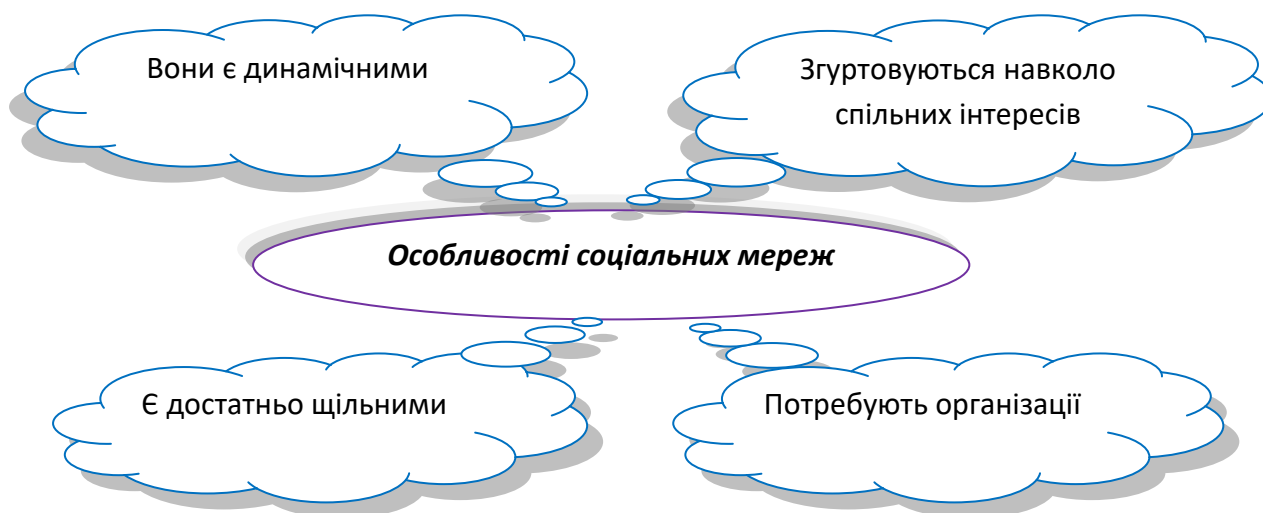 Вони є динамічними
Згуртовуються навколо
спільних інтересів
Особливості соціальних мереж
Є достатньо щільними
Потребують організації